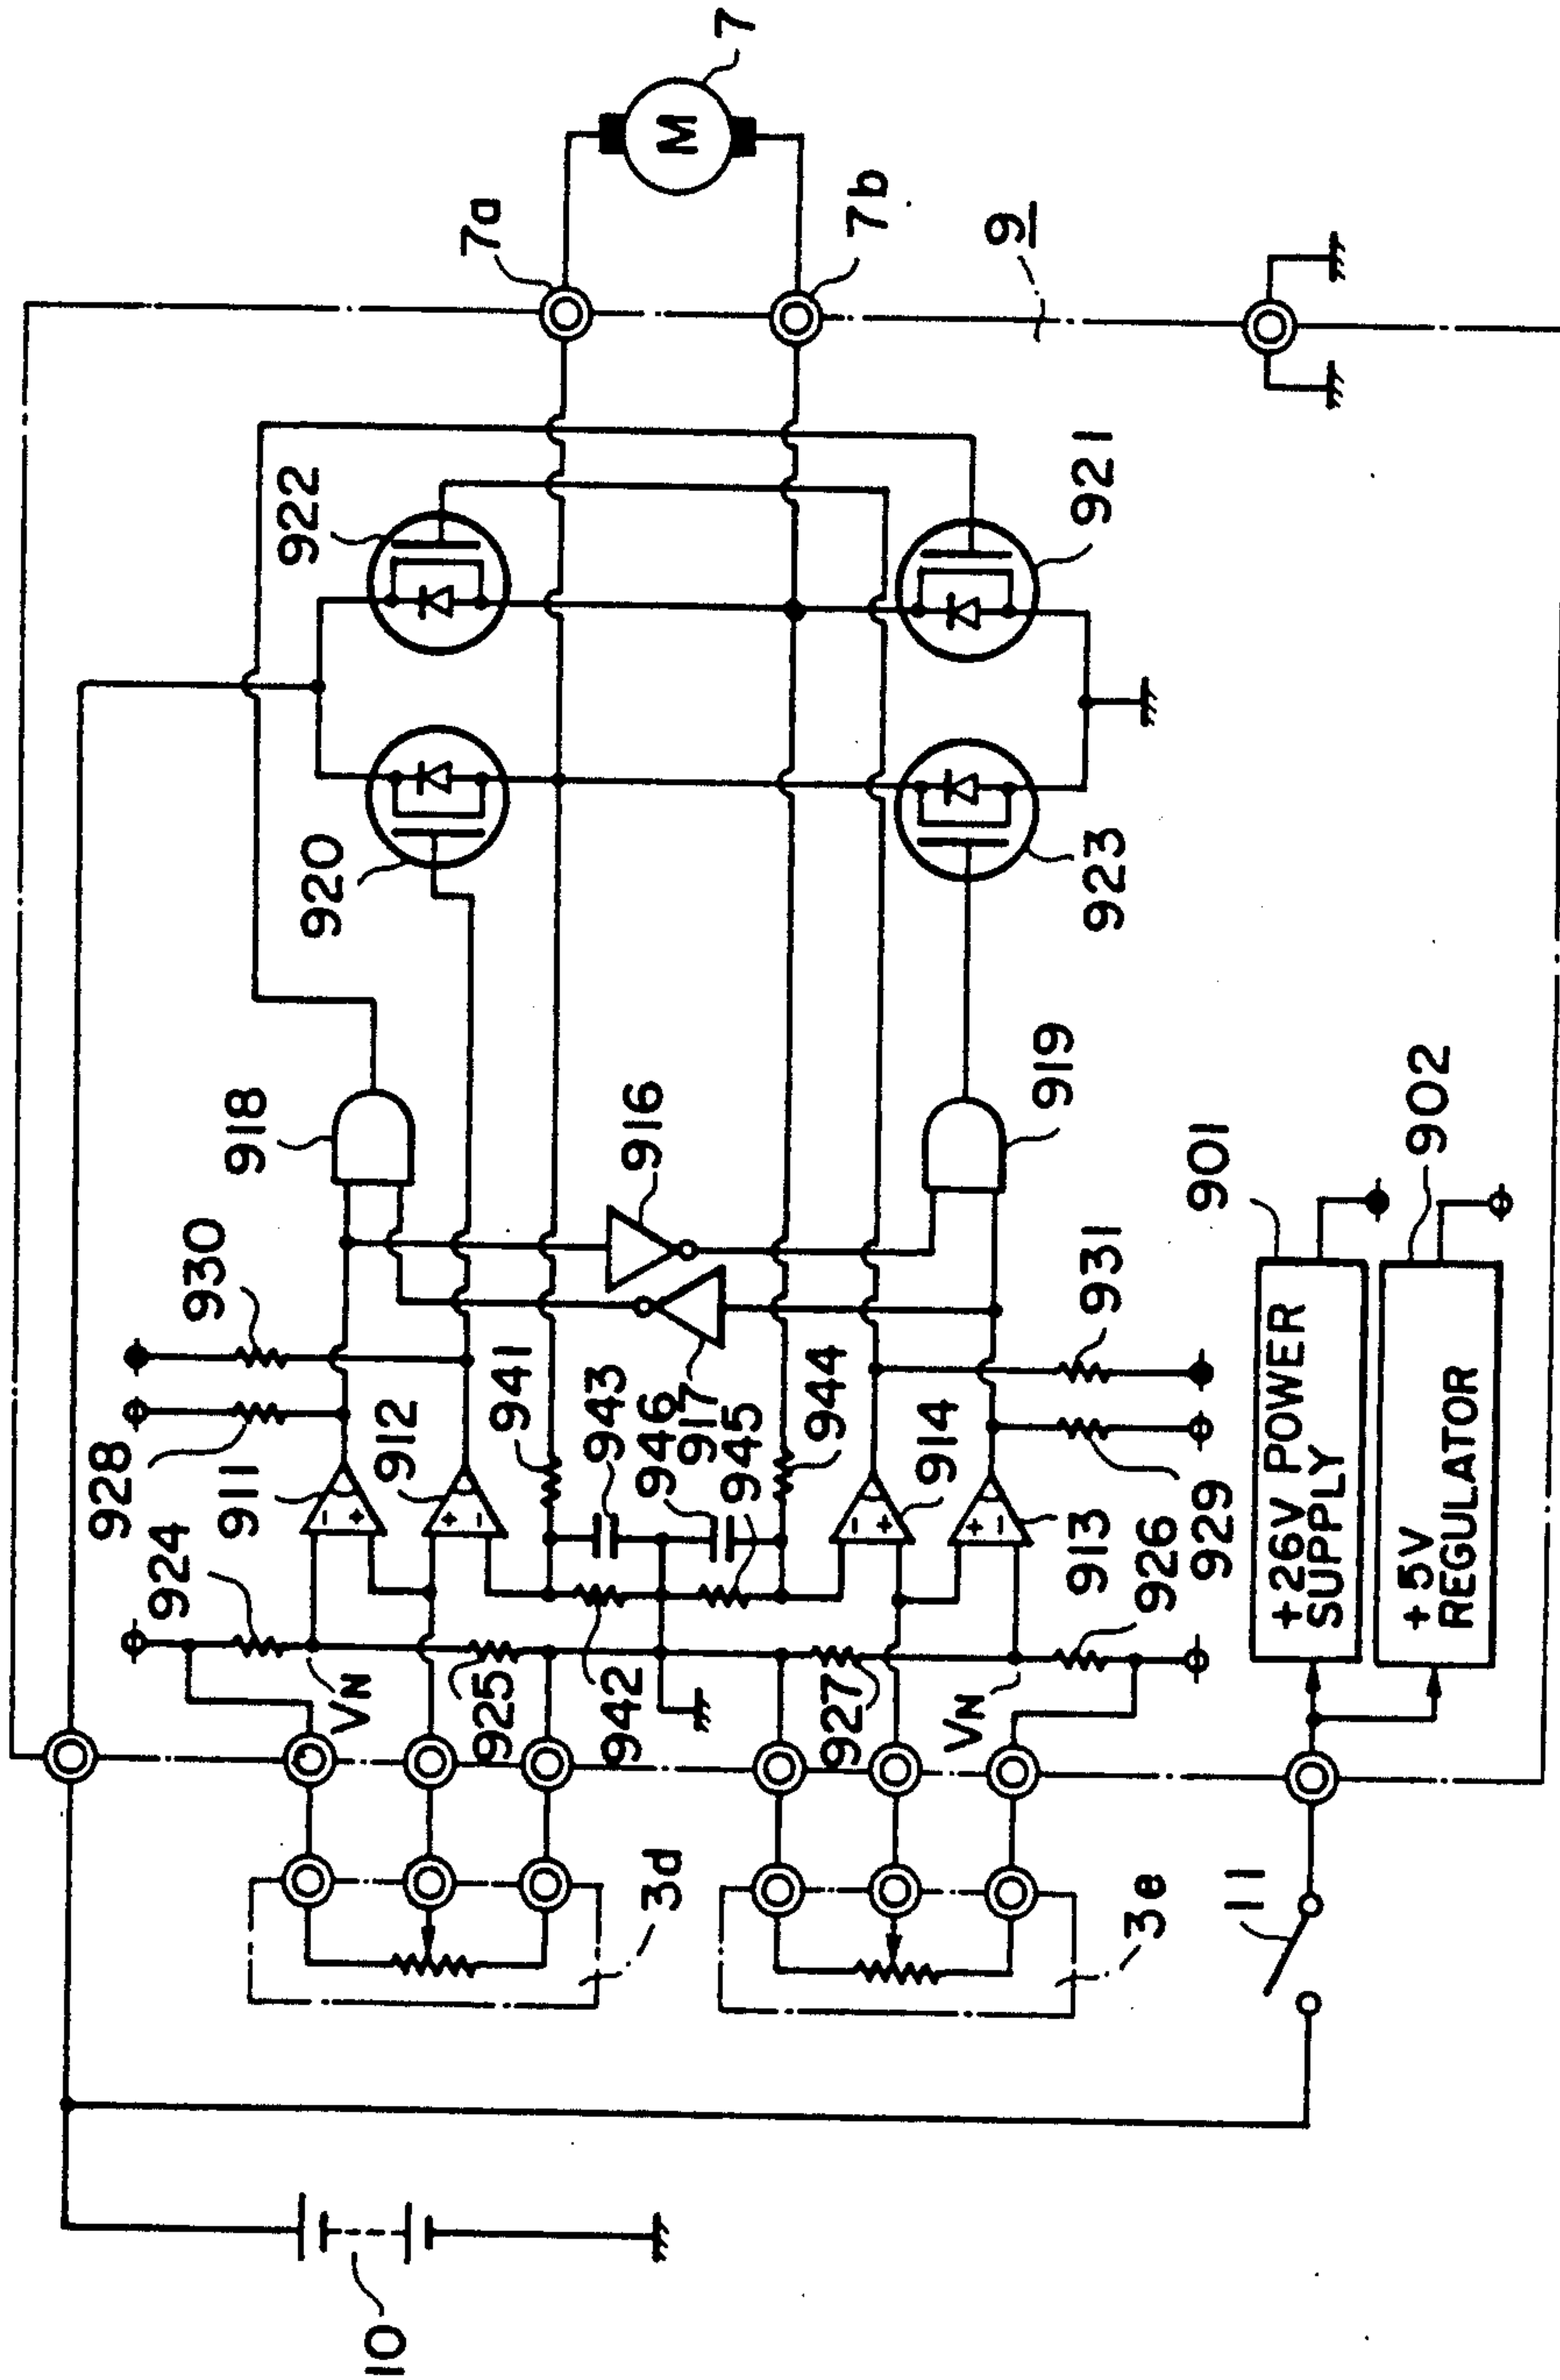 7
M
7a
7b
9
922
921
920
923
918
916
919
901
902
930
941
943
946
917
945
944
931
+26V POWER
SUPPLY
+5V
REGULATOR
928
911
912
914
913
924
926
929
VN
925
942
927
VN
3d
3e
11
10
M